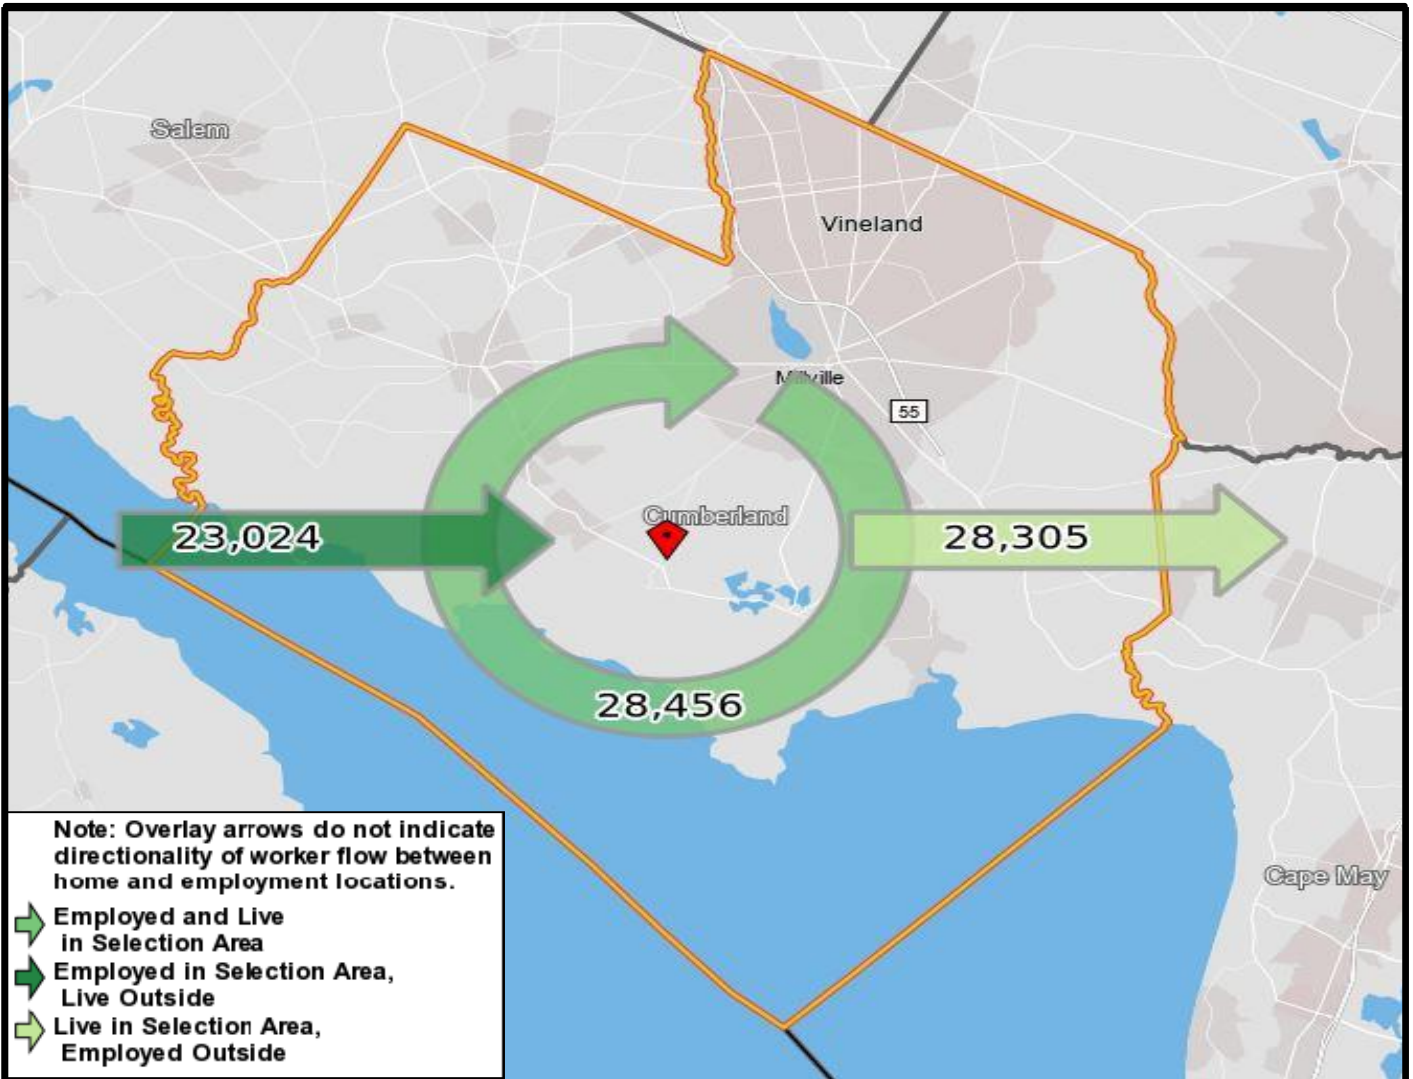 Salem
Vineland
Millville
55
Cumberland
23,024
28,305
28,456
Cape May
Note: Overlay arrows do not indicate
directionality of worker flow between
home and employment locations.
Employed and Live
in Selection Area
Employed in Selection Area,
Live Outside
Live in Selection Area,
Employed Outside